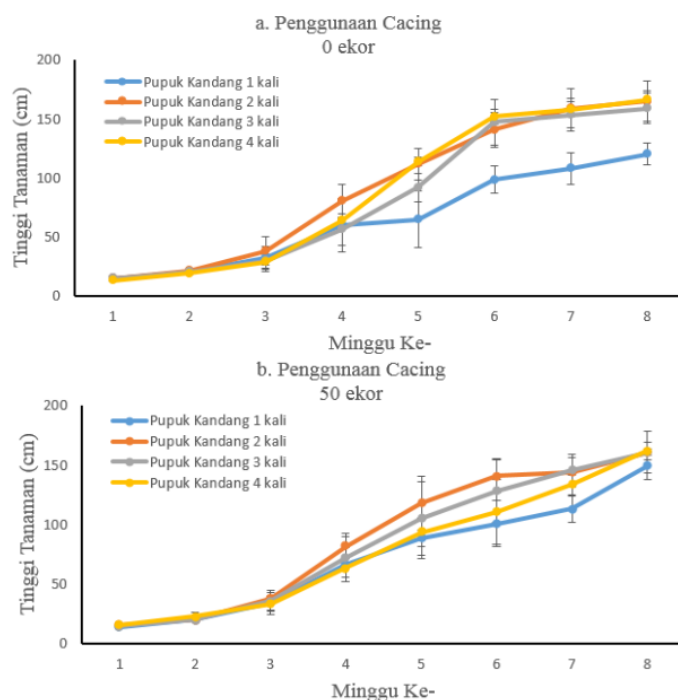 a. Penggunaan Cacing
0 ekor
Tinggi Tanaman (cm)
200
150
100
50
0
Pupuk Kandang 1 kali
Pupuk Kandang 2 kali
Pupuk Kandang 3 kali
Pupuk Kandang 4 kali
1 2 3 4 5 6 7 8
Minggu Ke-
b. Penggunaan Cacing
50 ekor
Tinggi Tanaman (cm)
200
150
100
50
0
Pupuk Kandang 1 kali
Pupuk Kandang 2 kali
Pupuk Kandang 3 kali
Pupuk Kandang 4 kali
1 2 3 4 5 6 7 8
Minggu Ke-